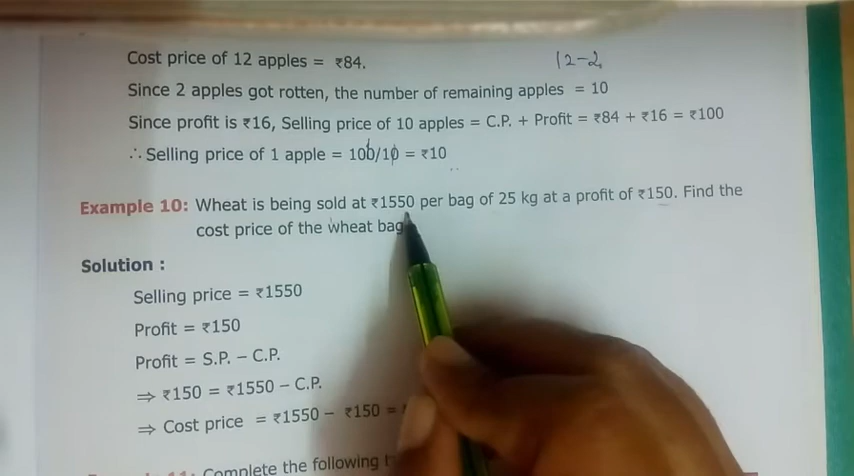 Cost price of 12 apples = ₹84.
12-2
Since 2 apples got rotten, the number of remaining apples = 10
Since profit is ₹16, Selling price of 10 apples = C.P. + Profit = ₹84 + ₹16 = ₹100
∴ Selling price of 1 apple = 100/10 = ₹10
Example 10: Wheat is being sold at ₹1550 per bag of 25 kg at a profit of ₹150. Find the
cost price of the wheat bag
Solution :
Selling price = ₹1550
Profit = ₹150
Profit = S.P. – C.P.
⇒ ₹150 = ₹1550 – C.P.
⇒ Cost price = ₹1550 – ₹150 =
Complete the following